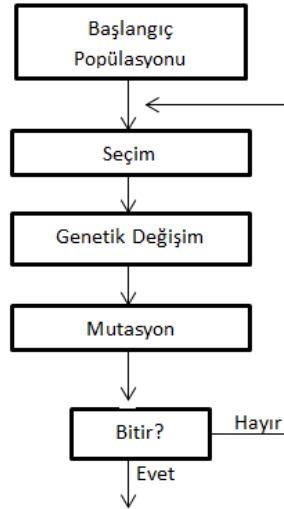 Başlangıç
Popülasyonu
Seçim
Genetik Değişim
Mutasyon
Bitir?
Hayır
Evet